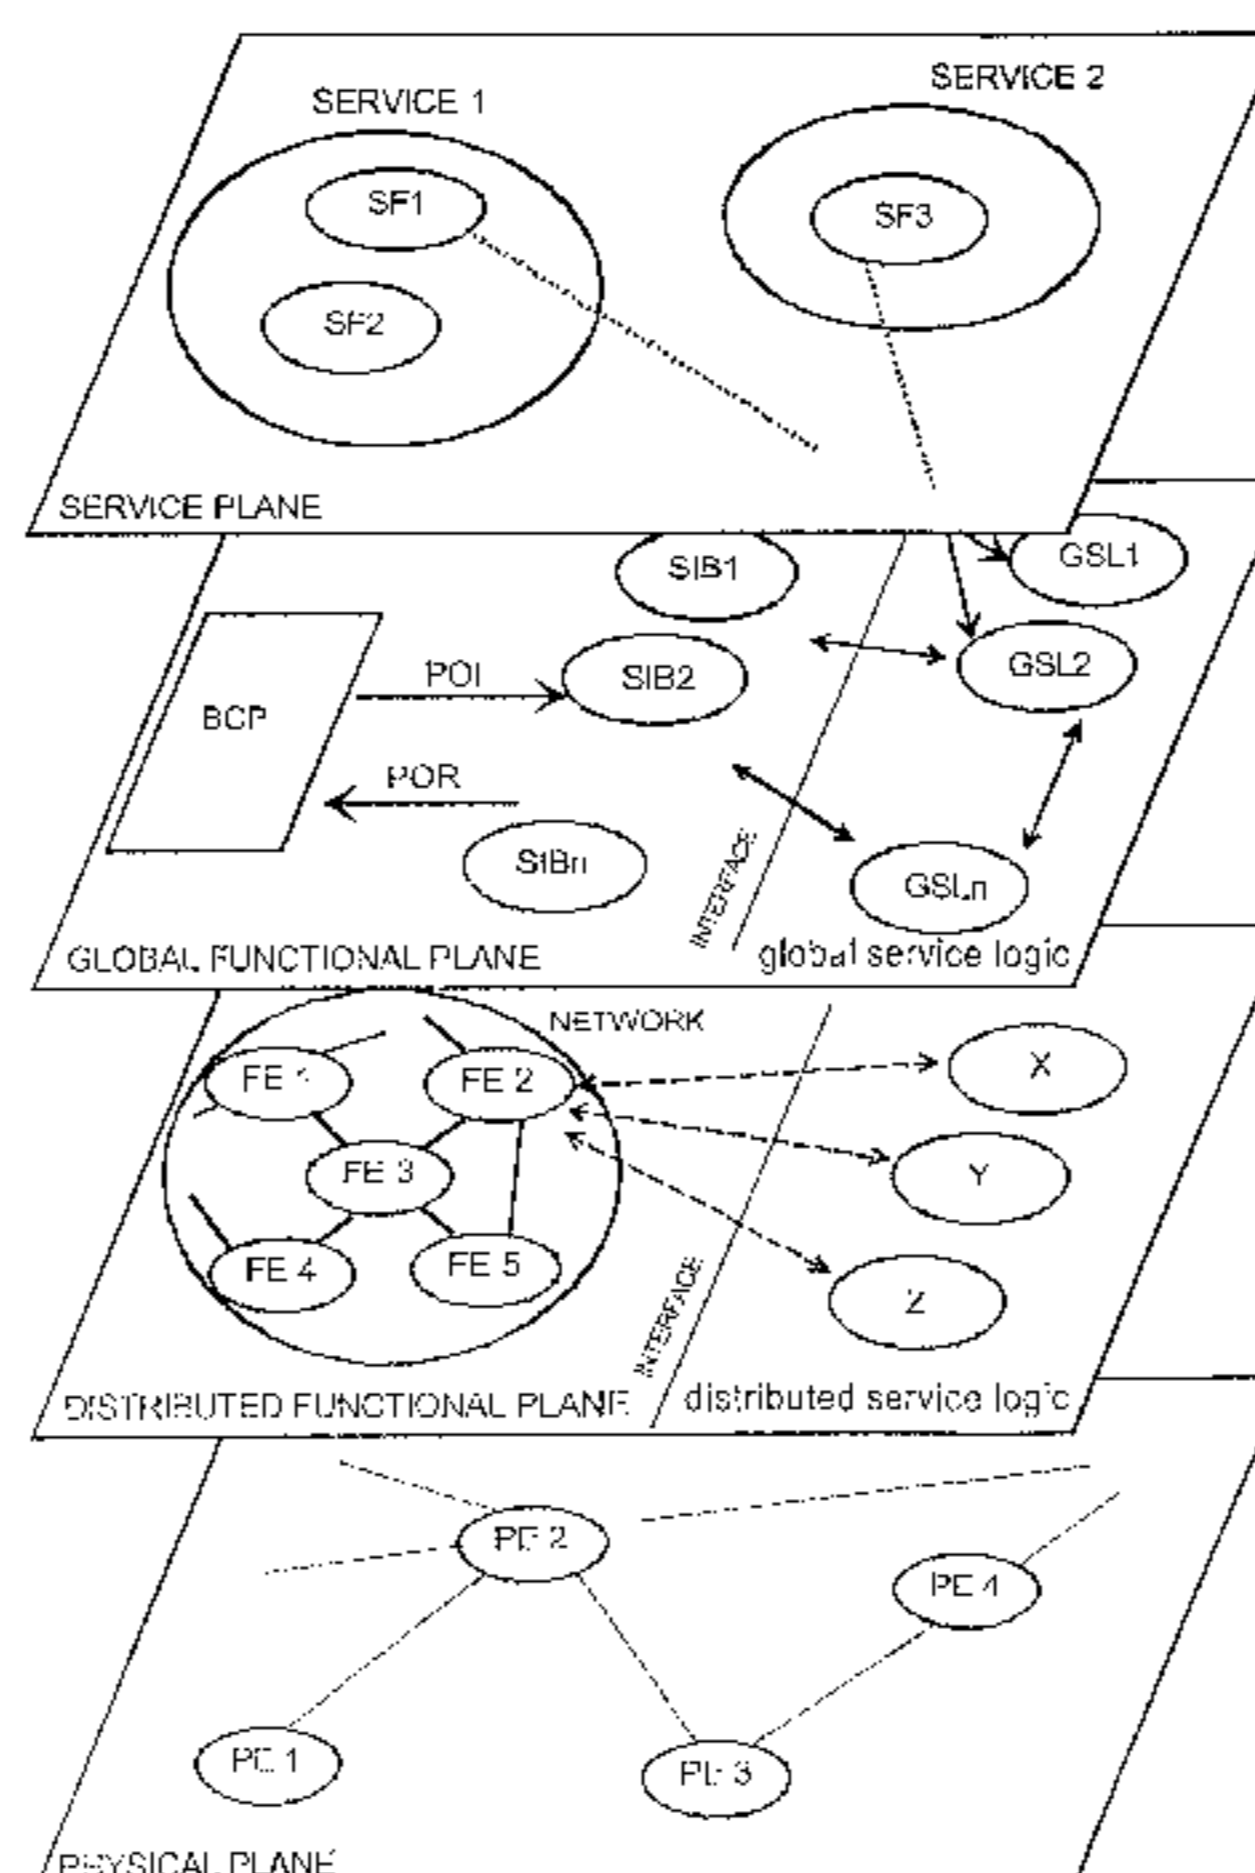 SERVICE 1
SERVICE 2
SF1
SF3
SF2
SERVICE PLANE
SIB1
GSL1
POI
SIB2
GSL2
BCP
POR
SIBn
INTERFACE
GSLn
GLOBAL FUNCTIONAL PLANE
global service logic
NETWORK
FE 1
FE 2
X
FE 3
Y
FE 4
FE 5
Z
INTERFACE
DISTRIBUTED FUNCTIONAL PLANE
distributed service logic
PE 2
PE 4
PE 1
PE 3
PHYSICAL PLANE